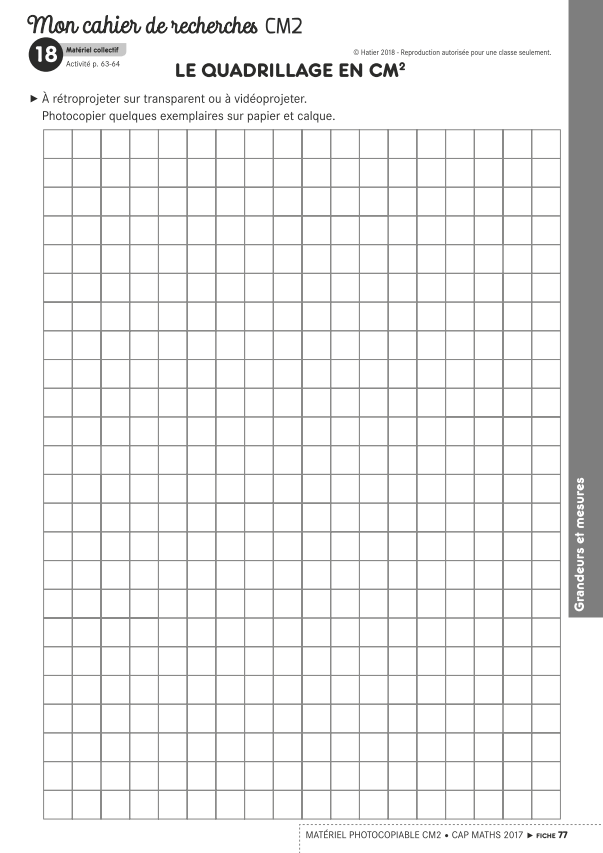 Mon cahier de recherches CM2
18
Matériel collectif
Activité p. 63-64
© Hatier 2018 - Reproduction autorisée pour une classe seulement.
LE QUADRILLAGE EN CM²
► À rétroprojeter sur transparent ou à vidéoprojeter.
Photocopier quelques exemplaires sur papier et calque.
Grandeurs et mesures
MATÉRIEL PHOTOCOPIABLE CM2 • CAP MATHS 2017 ► FICHE 77